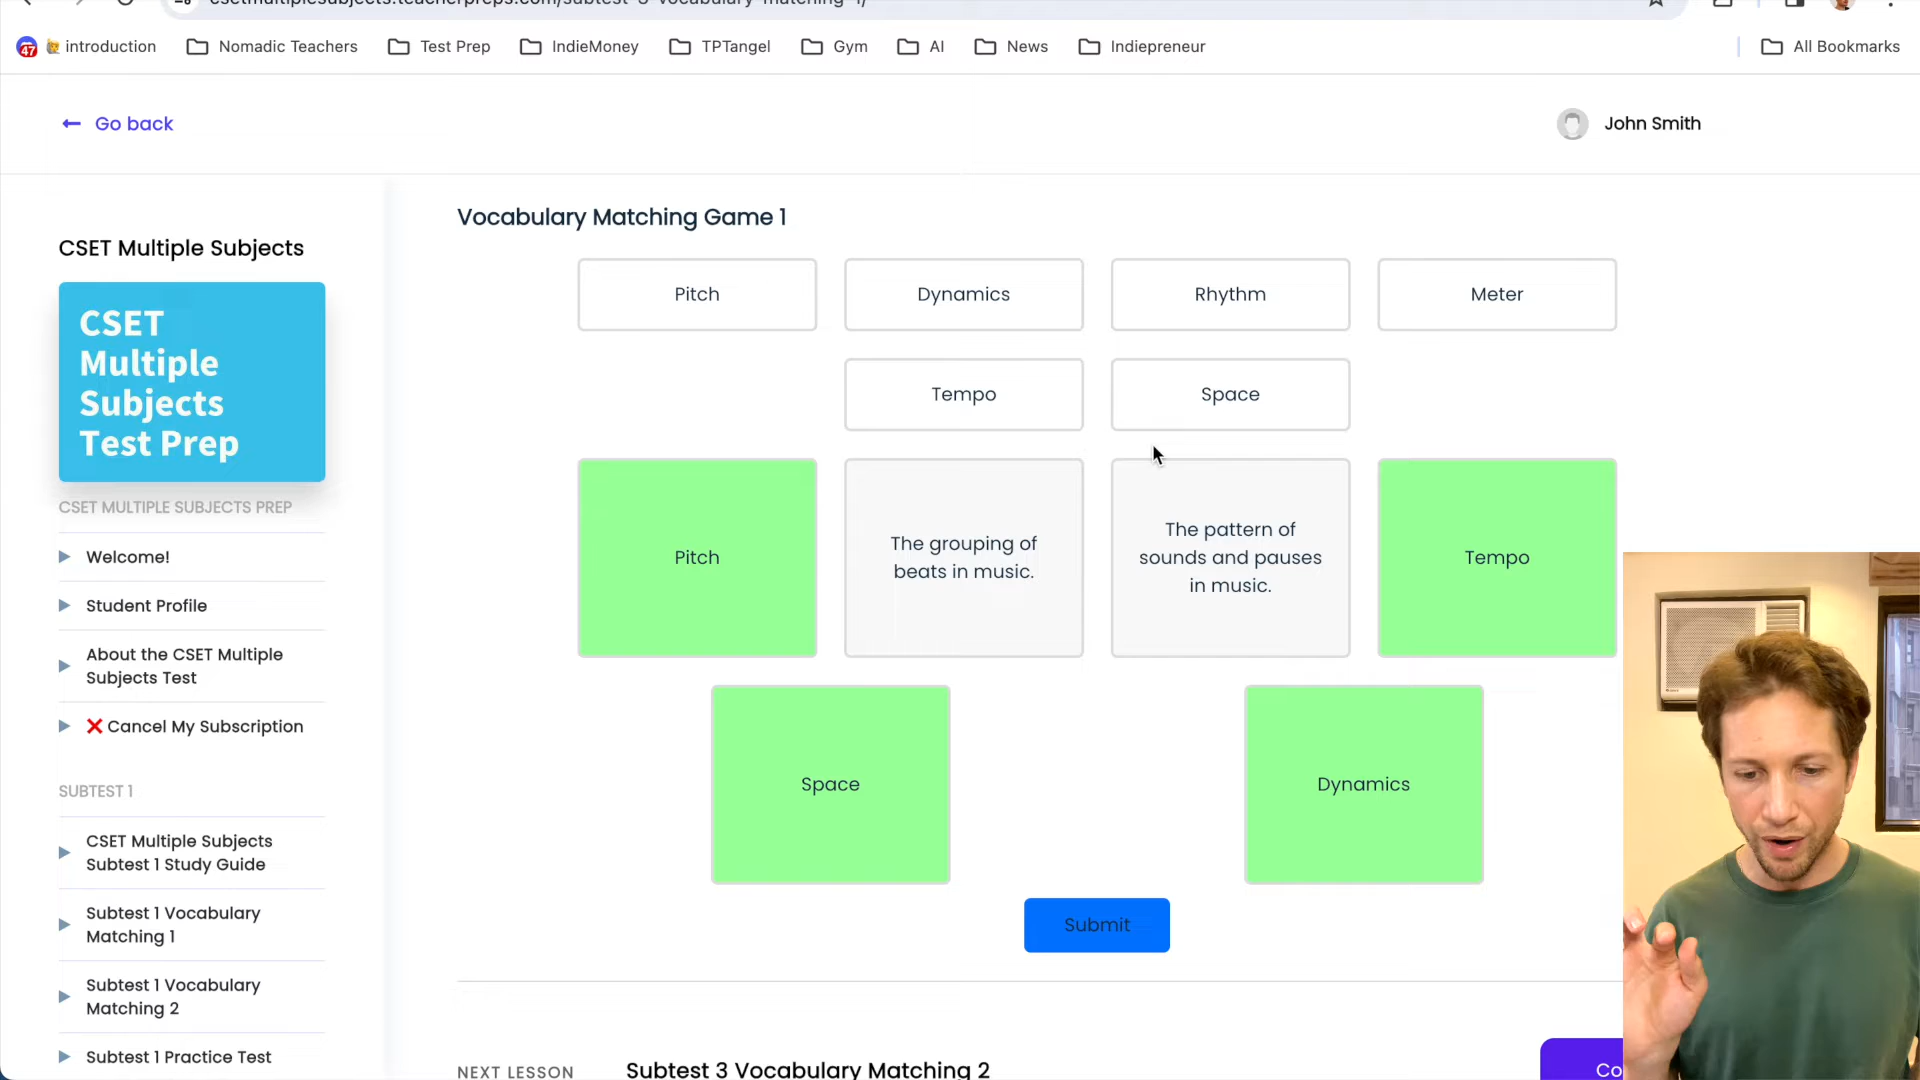 introduction
Nomadic Teachers
Test Prep
IndieMoney
TPTangel
Gym
AI
News
Indiepreneur
All Bookmarks
47
Go back
John Smith
CSET Multiple Subjects
CSET
Multiple
Subjects
Test Prep
CSET MULTIPLE SUBJECTS PREP
Welcome!
Student Profile
About the CSET Multiple
Subjects Test
Cancel My Subscription
SUBTEST 1
CSET Multiple Subjects
Subtest 1 Study Guide
Subtest 1 Vocabulary
Matching 1
Subtest 1 Vocabulary
Matching 2
Subtest 1 Practice Test
Vocabulary Matching Game 1
Pitch
Dynamics
Rhythm
Meter
Tempo
Space
Pitch
The grouping of
beats in music.
The pattern of
sounds and pauses
in music.
Tempo
Space
Dynamics
Submit
NEXT LESSON
Subtest 3 Vocabulary Matching 2
Co